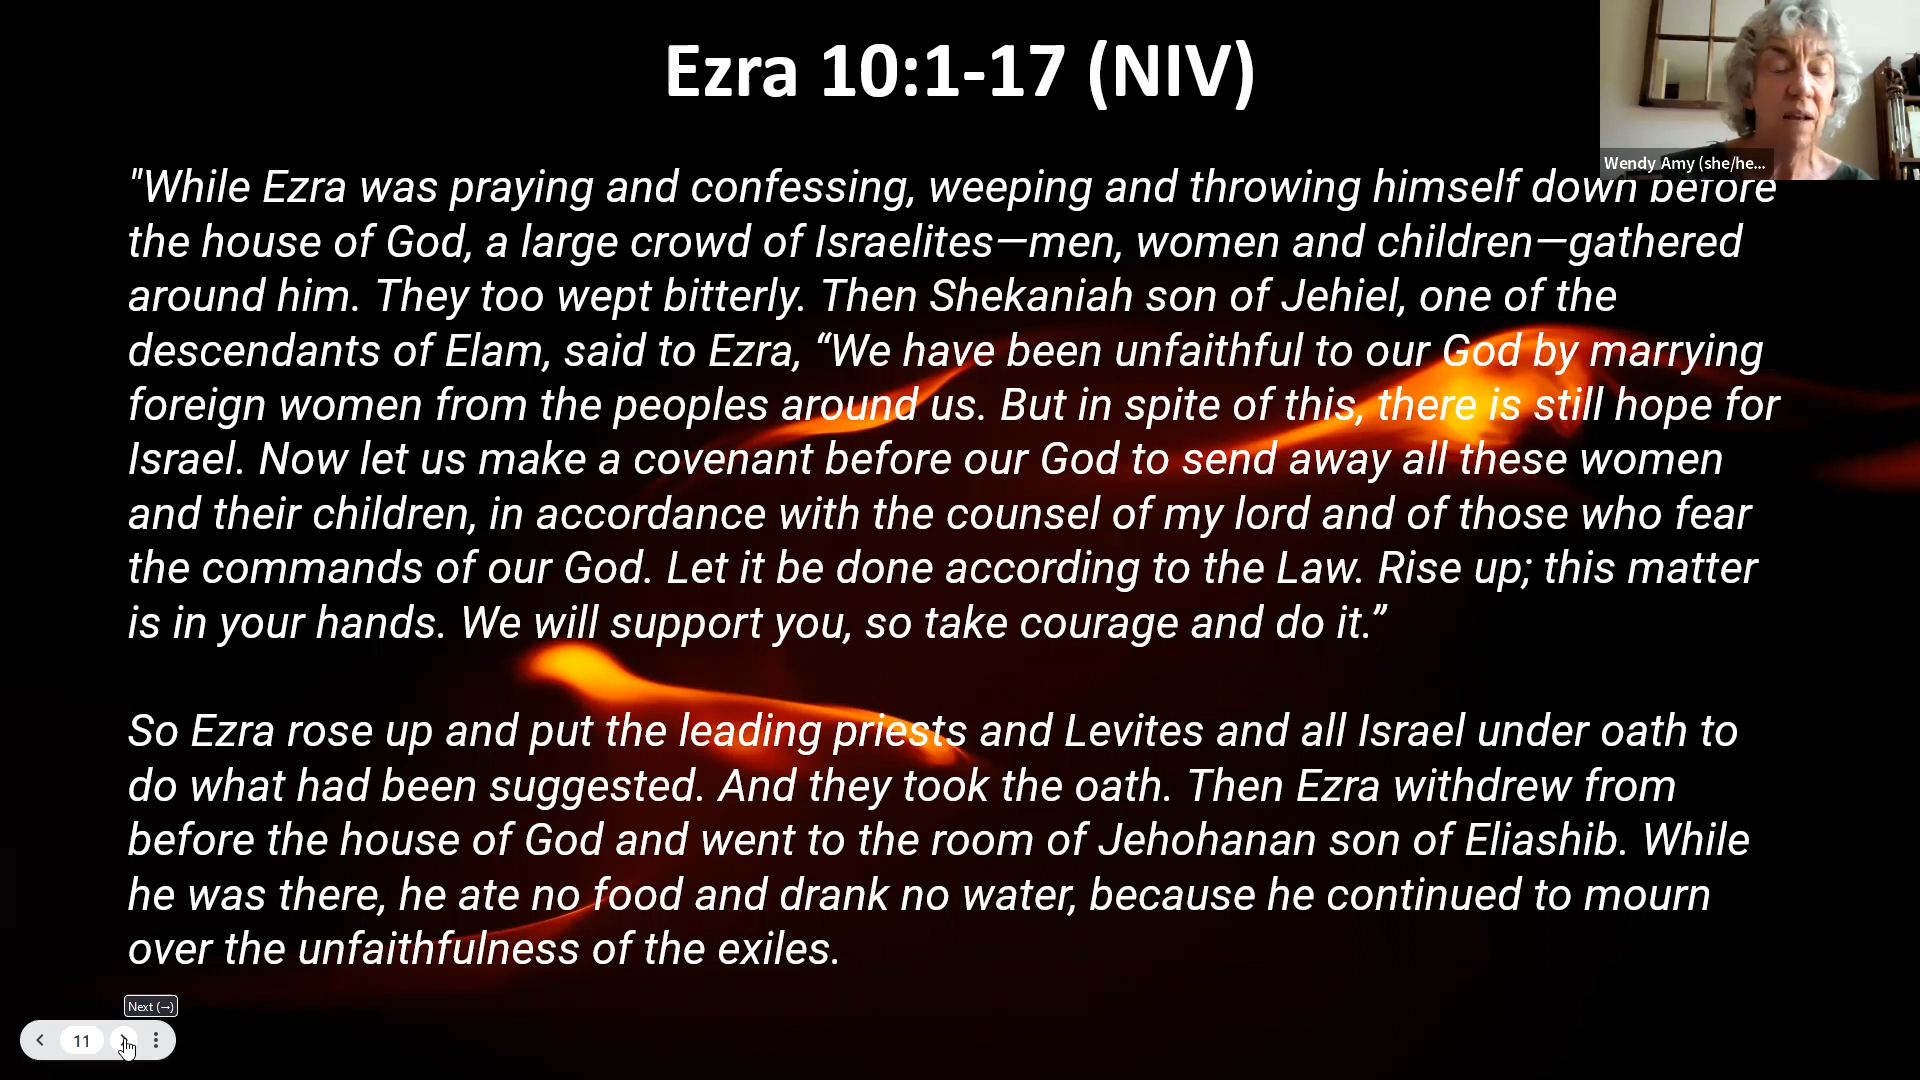 Ezra 10:1-17 (NIV)
Wendy Amy (she/he...
"While Ezra was praying and confessing, weeping and throwing himself down before
the house of God, a large crowd of Israelites—men, women and children—gathered
around him. They too wept bitterly. Then Shekaniah son of Jehiel, one of the
descendants of Elam, said to Ezra, “We have been unfaithful to our God by marrying
foreign women from the peoples around us. But in spite of this, there is still hope for
Israel. Now let us make a covenant before our God to send away all these women
and their children, in accordance with the counsel of my lord and of those who fear
the commands of our God. Let it be done according to the Law. Rise up; this matter
is in your hands. We will support you, so take courage and do it.”
So Ezra rose up and put the leading priests and Levites and all Israel under oath to
do what had been suggested. And they took the oath. Then Ezra withdrew from
before the house of God and went to the room of Jehohanan son of Eliashib. While
he was there, he ate no food and drank no water, because he continued to mourn
over the unfaithfulness of the exiles.
Next (→)
11